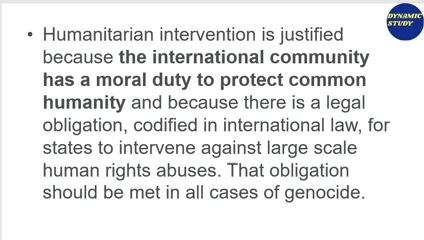 DYNAMIC
STUDY
• Humanitarian intervention is justified
because the international community
has a moral duty to protect common
humanity and because there is a legal
obligation, codified in international law, for
states to intervene against large scale
human rights abuses. That obligation
should be met in all cases of genocide.